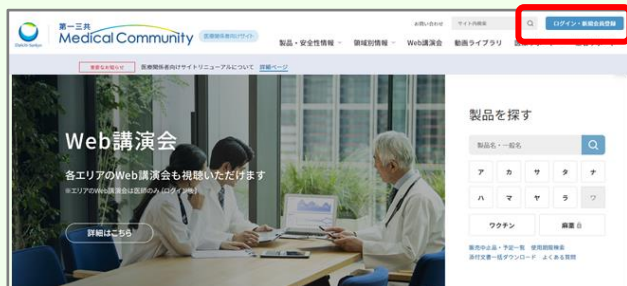 第一三共
Medical Community
医療関係者向けサイト
Daiichi-Sankyo
お問い合わせ
サイト内検索
ログイン・新規会員登録
製品・安全性情報
領域別情報
Web講演会
動画ライブラリ
重要なお知らせ
医療関係者向けサイトリニューアルについて 詳細ページ
Web講演会
各エリアのWeb講演会も視聴いただけます
※エリアのWeb講演会は医師のみ(ログイン後)
詳細はこちら
製品を探す
製品名・一般名
ア カ サ タ ナ
ハ マ ヤ ラ ワ
ワクチン 麻薬
販売中止品・予定一覧 使用期限検索
添付文書一括ダウンロード よくある質問